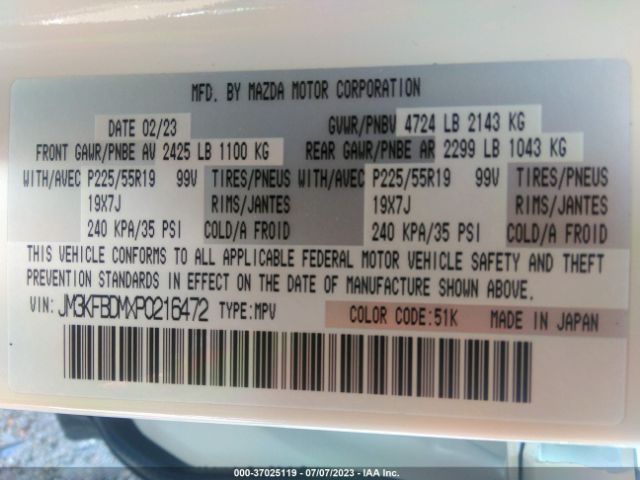 MFD. BY MAZDA MOTOR CORPORATION
DATE 02/23 GVWR/PNBV 4724 LB 2143 KG
FRONT GAWR/PNBE AV 2425 LB 1100 KG REAR GAWR/PNBE AR 2299 LB 1043 KG
WITH/AVEC P225/55R19 99V TIRES/PNEUS WITH/AVEC P225/55R19 99V TIRES/PNEUS
19X7J RIMS/JANTES 19X7J RIMS/JANTES
240 KPA/35 PSI COLD/A FROID 240 KPA/35 PSI COLD/A FROID
THIS VEHICLE CONFORMS TO ALL APPLICABLE FEDERAL MOTOR VEHICLE SAFETY AND THEFT
PREVENTION STANDARDS IN EFFECT ON THE DATE OF MANUFACTURE SHOWN ABOVE.
VIN: JM3KFBDMXP0216472 TYPE: MPV COLOR CODE: 51K MADE IN JAPAN
000-37025119 - 07/07/2023 - IAA Inc.